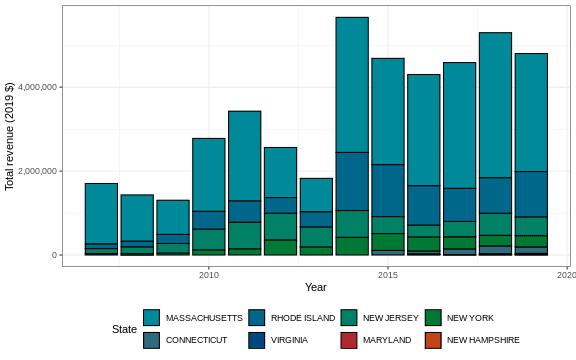 Total revenue (2019 $)
4,000,000
2,000,000
0
2010 2015 2020
Year
State
MASSACHUSETTS RHODE ISLAND NEW JERSEY NEW YORK
CONNECTICUT VIRGINIA MARYLAND NEW HAMPSHIRE